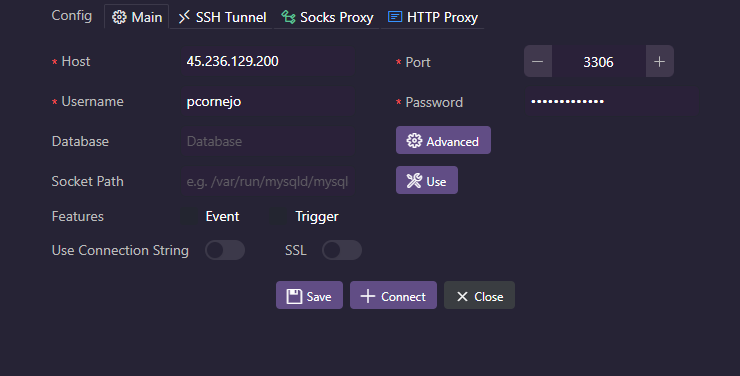 Config Main SSH Tunnel Socks Proxy HTTP Proxy
* Host 45.236.129.200 * Port − 3306 +
* Username pcornejo * Password •••••••••••••
Database Database Advanced
Socket Path e.g. /var/run/mysqld/mysql Use
Features Event Trigger
Use Connection String SSL
Save Connect Close